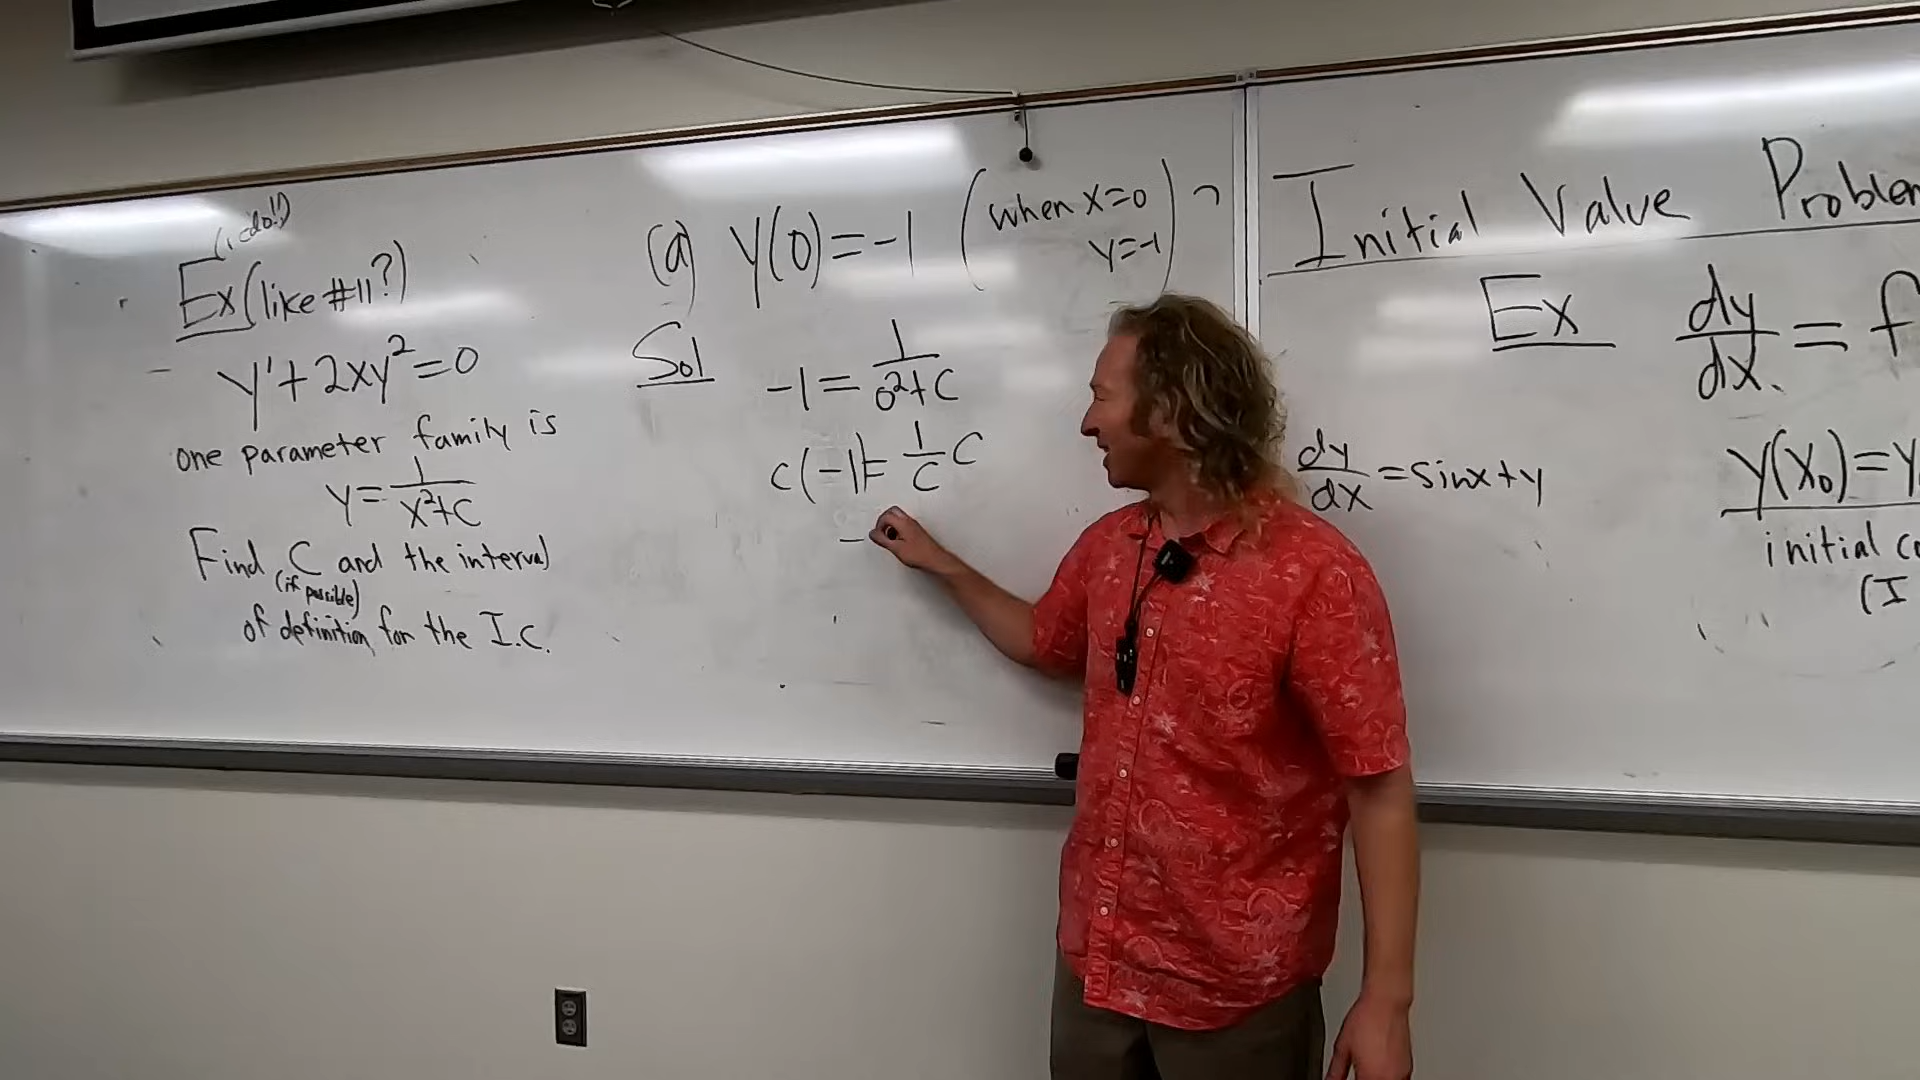 (i do!!)
Ex (like #11?)
y'+2xy²=0
one parameter family is
y=1/(x²+C)
Find C and the interval
(if possible)
of definition for the I.C.
(a) y(0)=-1 (when x=0
y=-1)
Sol -1=1/(0²+C)
C(-1)=1/C C
-
Initial Value Problem
Ex dy/dx = f
dy/dx = sinx+y
y(x₀)=y
initial co
(I